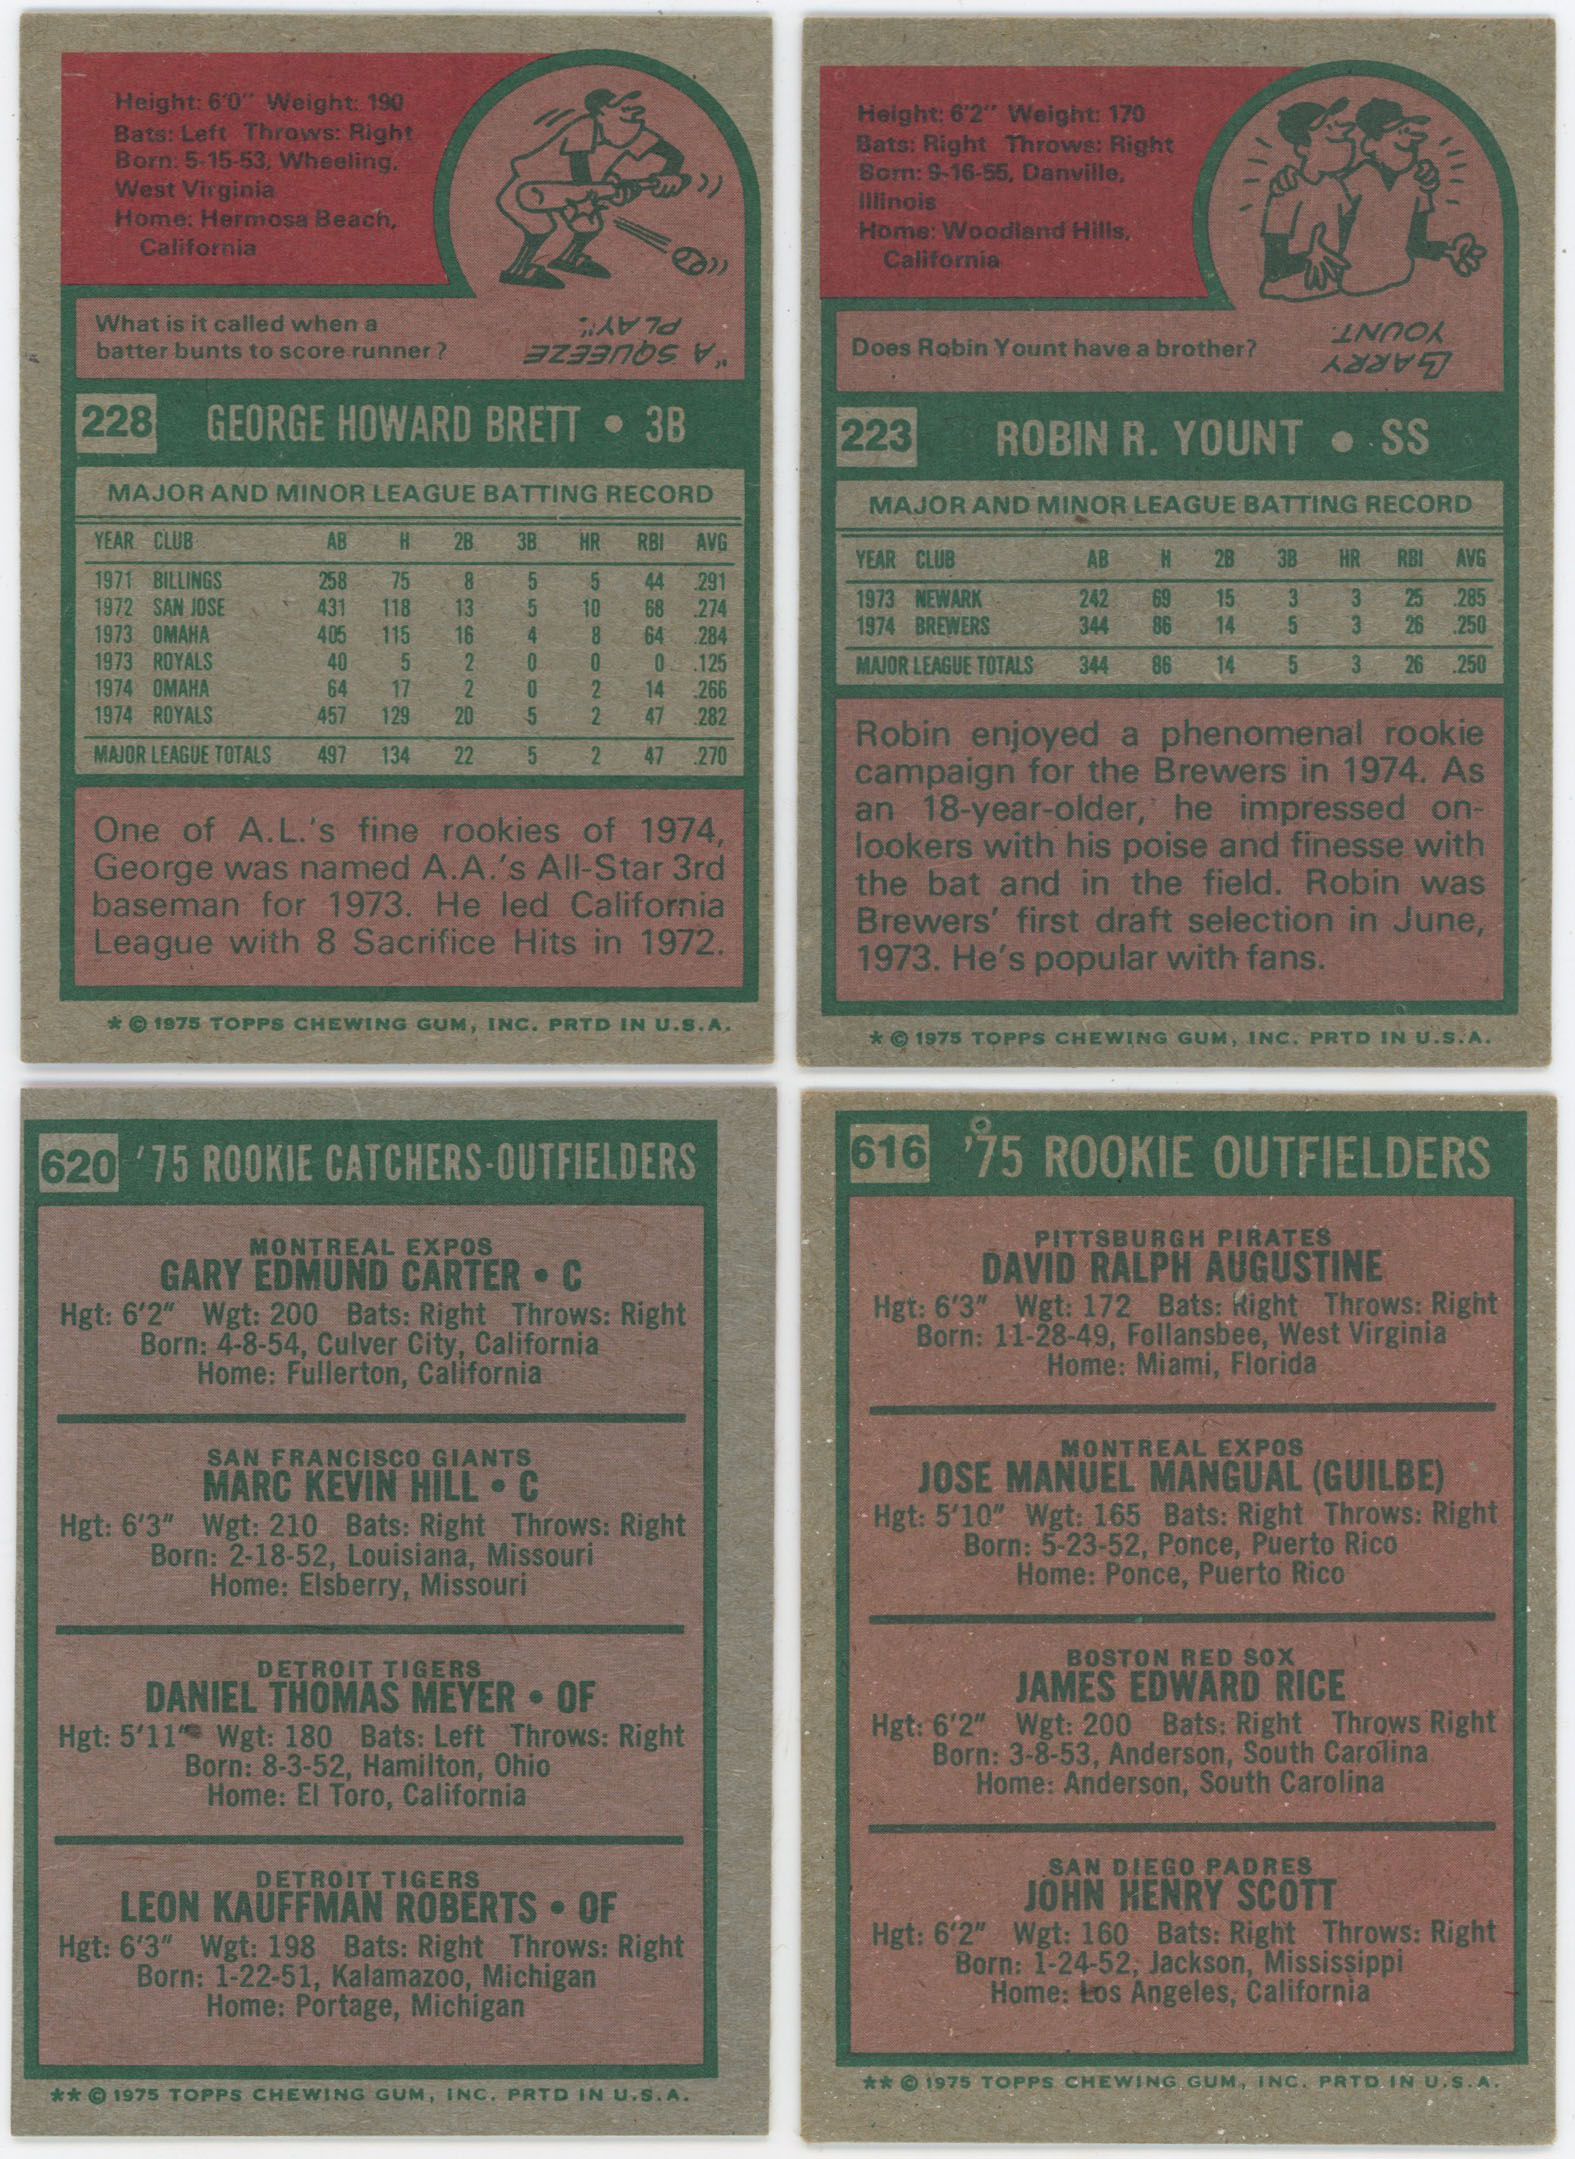 Height: 6'0" Weight: 190
Bats: Left Throws: Right
Born: 5-15-53, Wheeling,
West Virginia
Home: Hermosa Beach,
California
What is it called when a
batter bunts to score runner?
"A SQUEEZE
PLAY".
228 GEORGE HOWARD BRETT • 3B
MAJOR AND MINOR LEAGUE BATTING RECORD
YEAR CLUB AB H 2B 3B HR RBI AVG
1971 BILLINGS 258 75 8 5 5 44 .291
1972 SAN JOSE 431 118 13 5 10 68 .274
1973 OMAHA 405 115 16 4 8 64 .284
1973 ROYALS 40 5 2 0 0 0 .125
1974 OMAHA 64 17 2 0 2 14 .266
1974 ROYALS 457 129 20 5 2 47 .282
MAJOR LEAGUE TOTALS 497 134 22 5 2 47 .270
One of A.L.'s fine rookies of 1974,
George was named A.A.'s All-Star 3rd
baseman for 1973. He led California
League with 8 Sacrifice Hits in 1972.
* © 1975 TOPPS CHEWING GUM, INC. PRTD IN U.S.A.
Height: 6'2" Weight: 170
Bats: Right Throws: Right
Born: 9-16-55, Danville,
Illinois
Home: Woodland Hills,
California
Does Robin Yount have a brother?
LARRY
YOUNT.
223 ROBIN R. YOUNT • SS
MAJOR AND MINOR LEAGUE BATTING RECORD
YEAR CLUB AB H 2B 3B HR RBI AVG
1973 NEWARK 242 69 15 3 3 25 .285
1974 BREWERS 344 86 14 5 3 26 .250
MAJOR LEAGUE TOTALS 344 86 14 5 3 26 .250
Robin enjoyed a phenomenal rookie
campaign for the Brewers in 1974. As
an 18-year-older, he impressed on-
lookers with his poise and finesse with
the bat and in the field. Robin was
Brewers' first draft selection in June,
1973. He's popular with fans.
* © 1975 TOPPS CHEWING GUM, INC. PRTD IN U.S.A.
620 '75 ROOKIE CATCHERS-OUTFIELDERS
MONTREAL EXPOS
GARY EDMUND CARTER • C
Hgt: 6'2" Wgt: 200 Bats: Right Throws: Right
Born: 4-8-54, Culver City, California
Home: Fullerton, California
SAN FRANCISCO GIANTS
MARC KEVIN HILL • C
Hgt: 6'3" Wgt: 210 Bats: Right Throws: Right
Born: 2-18-52, Louisiana, Missouri
Home: Elsberry, Missouri
DETROIT TIGERS
DANIEL THOMAS MEYER • OF
Hgt: 5'11" Wgt: 180 Bats: Left Throws: Right
Born: 8-3-52, Hamilton, Ohio
Home: El Toro, California
DETROIT TIGERS
LEON KAUFFMAN ROBERTS • OF
Hgt: 6'3" Wgt: 198 Bats: Right Throws: Right
Born: 1-22-51, Kalamazoo, Michigan
Home: Portage, Michigan
** © 1975 TOPPS CHEWING GUM, INC. PRTD IN U.S.A.
616 '75 ROOKIE OUTFIELDERS
PITTSBURGH PIRATES
DAVID RALPH AUGUSTINE
Hgt: 6'3" Wgt: 172 Bats: Right Throws: Right
Born: 11-28-49, Follansbee, West Virginia
Home: Miami, Florida
MONTREAL EXPOS
JOSE MANUEL MANGUAL (GUILBE)
Hgt: 5'10" Wgt: 165 Bats: Right Throws: Right
Born: 5-23-52, Ponce, Puerto Rico
Home: Ponce, Puerto Rico
BOSTON RED SOX
JAMES EDWARD RICE
Hgt: 6'2" Wgt: 200 Bats: Right Throws Right
Born: 3-8-53, Anderson, South Carolina
Home: Anderson, South Carolina
SAN DIEGO PADRES
JOHN HENRY SCOTT
Hgt: 6'2" Wgt: 160 Bats: Right Throws: Right
Born: 1-24-52, Jackson, Mississippi
Home: Los Angeles, California
** © 1975 TOPPS CHEWING GUM, INC. PRTD IN U.S.A.